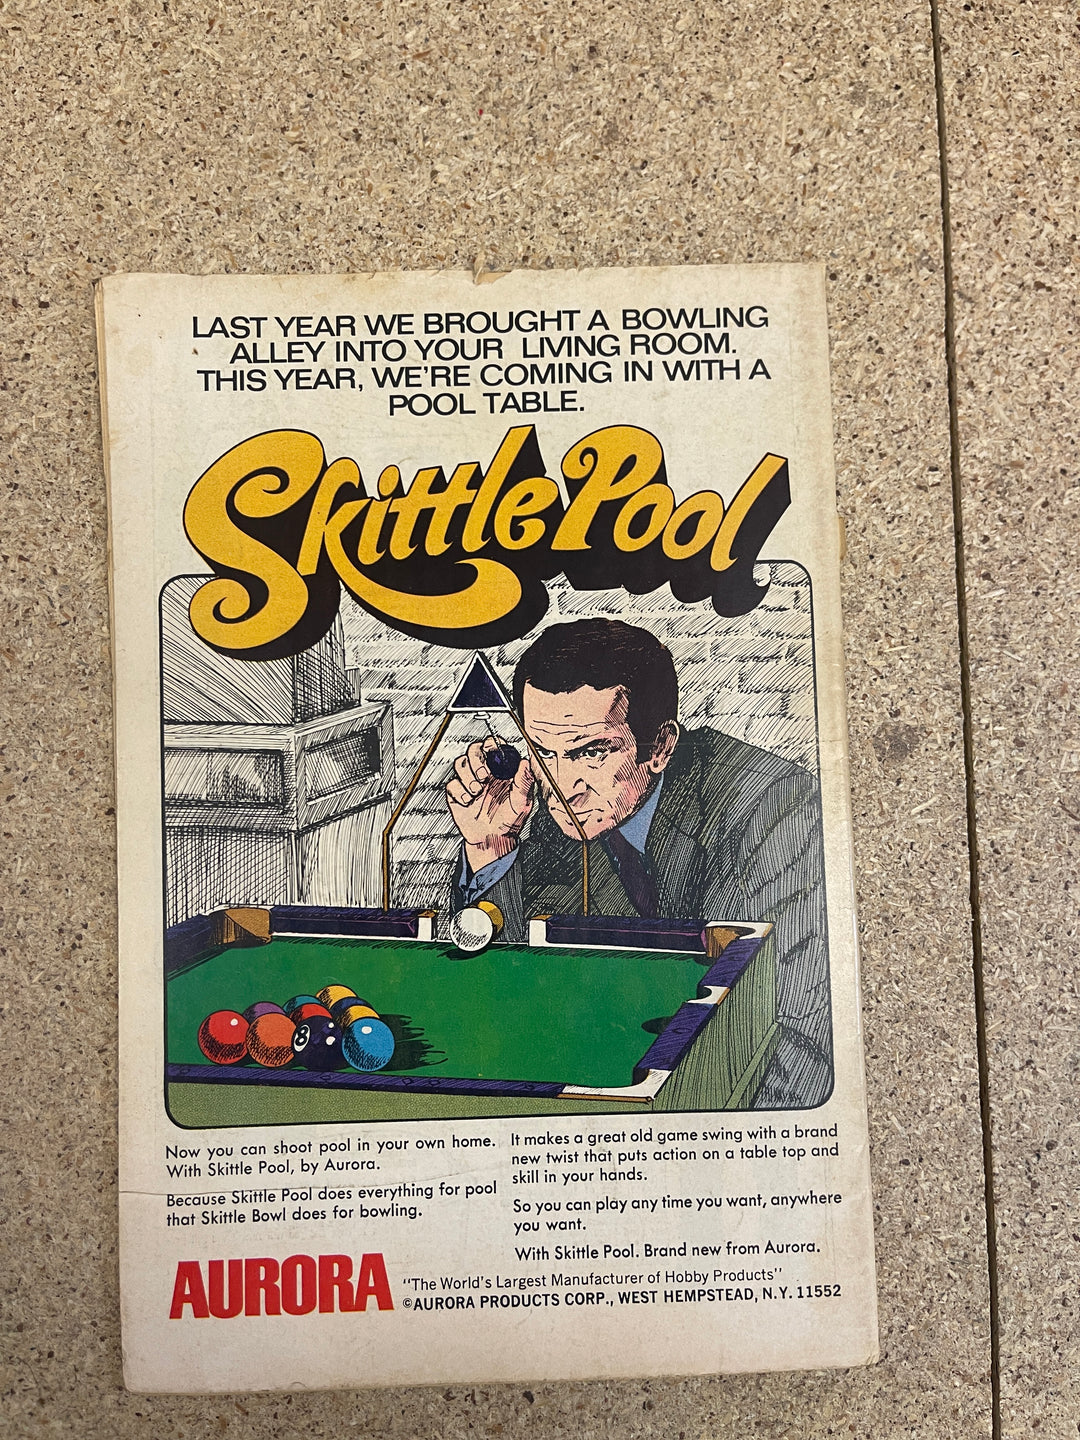 LAST YEAR WE BROUGHT A BOWLING
ALLEY INTO YOUR LIVING ROOM.
THIS YEAR, WE'RE COMING IN WITH A
POOL TABLE.
Skittle Pool
8
Now you can shoot pool in your own home.
With Skittle Pool, by Aurora.
Because Skittle Pool does everything for pool
that Skittle Bowl does for bowling.
It makes a great old game swing with a brand
new twist that puts action on a table top and
skill in your hands.
So you can play any time you want, anywhere
you want.
With Skittle Pool. Brand new from Aurora.
AURORA
"The World's Largest Manufacturer of Hobby Products"
©AURORA PRODUCTS CORP., WEST HEMPSTEAD, N.Y. 11552